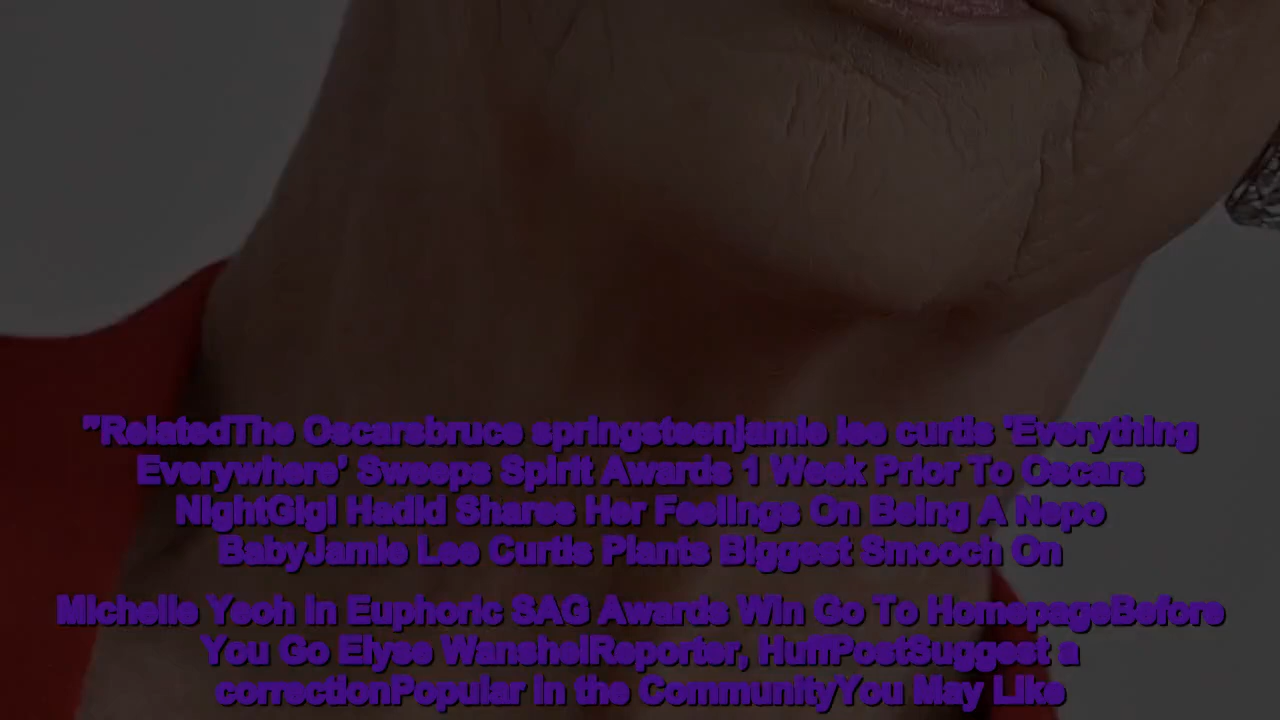 "RelatedThe Oscarsbruce springsteenjamie lee curtis 'Everything
Everywhere' Sweeps Spirit Awards 1 Week Prior To Oscars
NightGigi Hadid Shares Her Feelings On Being A Nepo
BabyJamie Lee Curtis Plants Biggest Smooch On
Michelle Yeoh In Euphoric SAG Awards Win Go To HomepageBefore
You Go Elyse WanshelReporter, HuffPostSuggest a
correctionPopular in the CommunityYou May Like